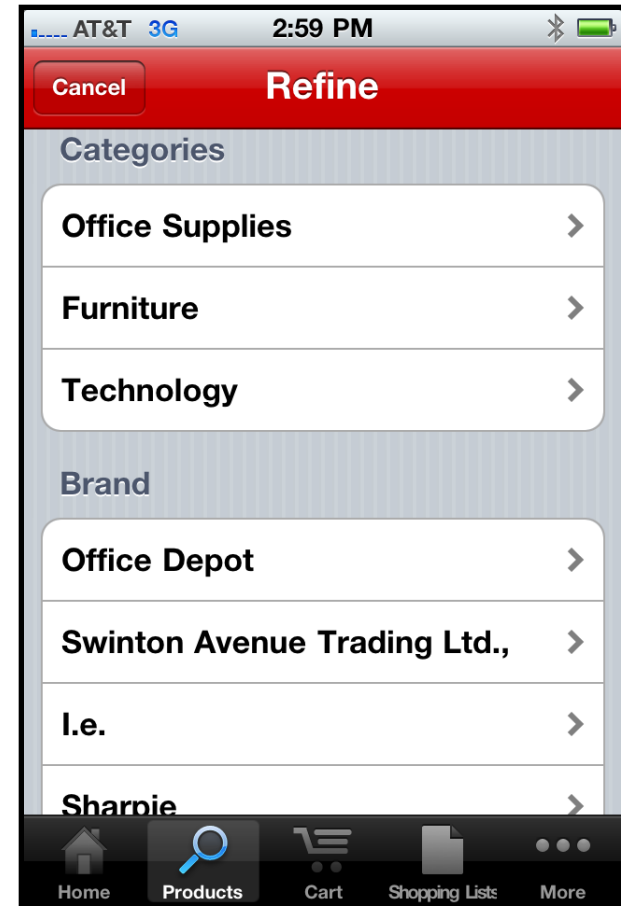 AT&T 3G 2:59 PM
Cancel Refine
Categories
Office Supplies
Furniture
Technology
Brand
Office Depot
Swinton Avenue Trading Ltd.,
I.e.
Sharpie
Home Products Cart Shopping Lists More